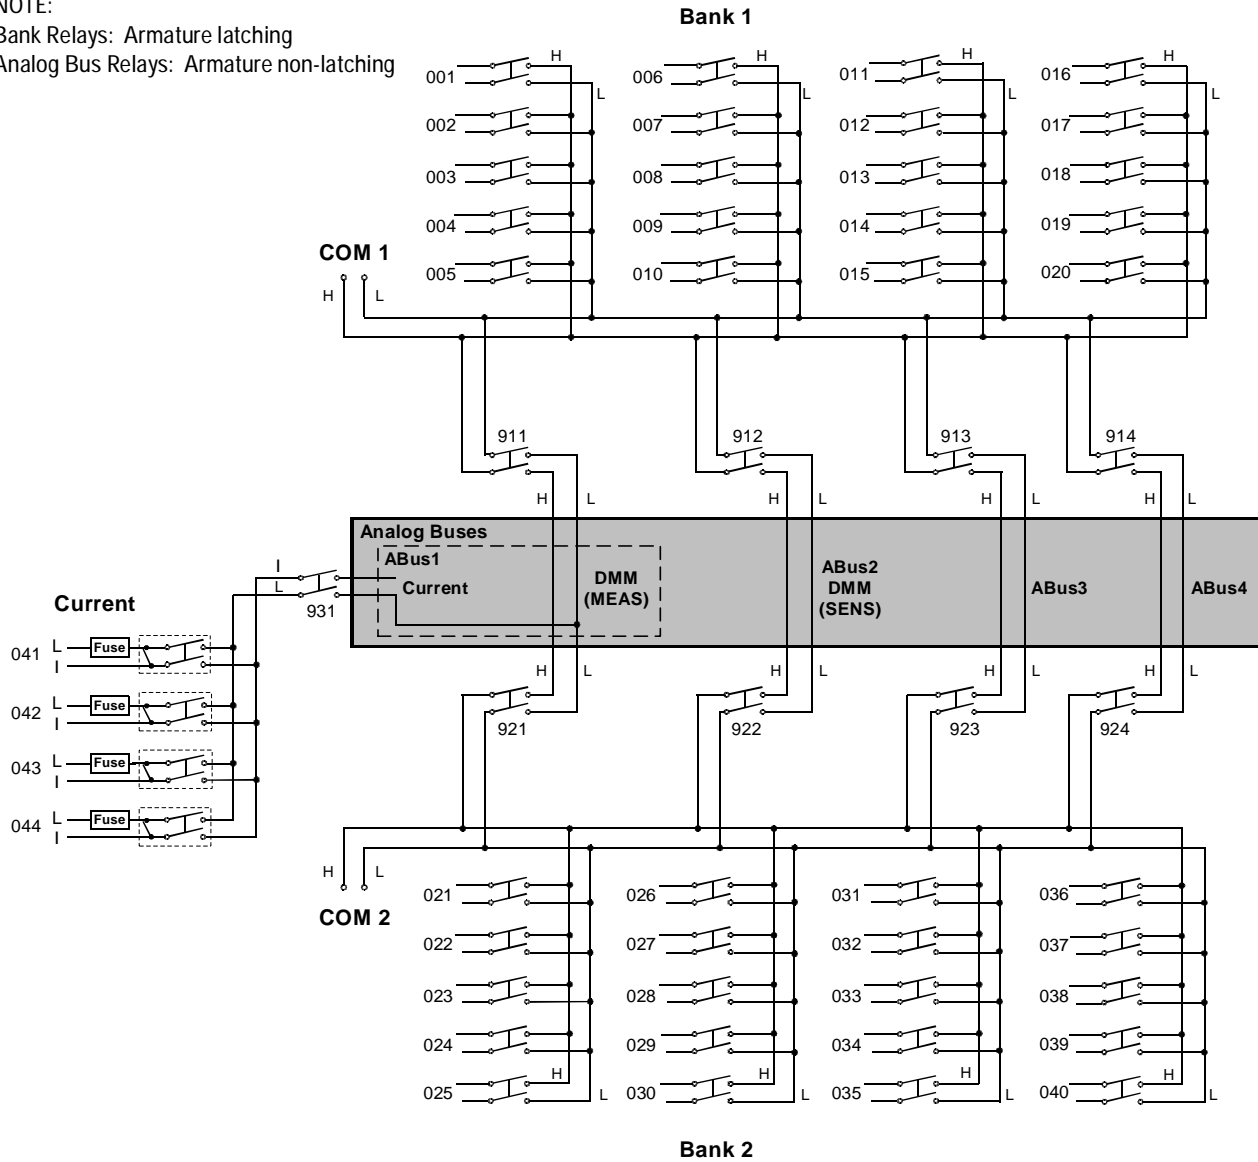 NOTE:
Bank Relays: Armature latching
Analog Bus Relays: Armature non-latching
Bank 1
001 H 006 H 011 H 016 H
L L L L
002 007 012 017
003 008 013 018
004 009 014 019
COM 1
005 010 015 020
H L
911 912 913 914
H L H L H L H L
Analog Buses
ABus1
Current
DMM
(MEAS)
ABus2
DMM
(SENS)
ABus3
ABus4
I
L
931
Current
041 L Fuse
I
042 L Fuse
I
043 L Fuse
I
044 L Fuse
I
H L H L H L H L
921 922 923 924
H L
COM 2
021 026 031 036
022 027 032 037
023 028 033 038
024 029 034 039
025 H L 030 H L 035 H L 040 H L
Bank 2